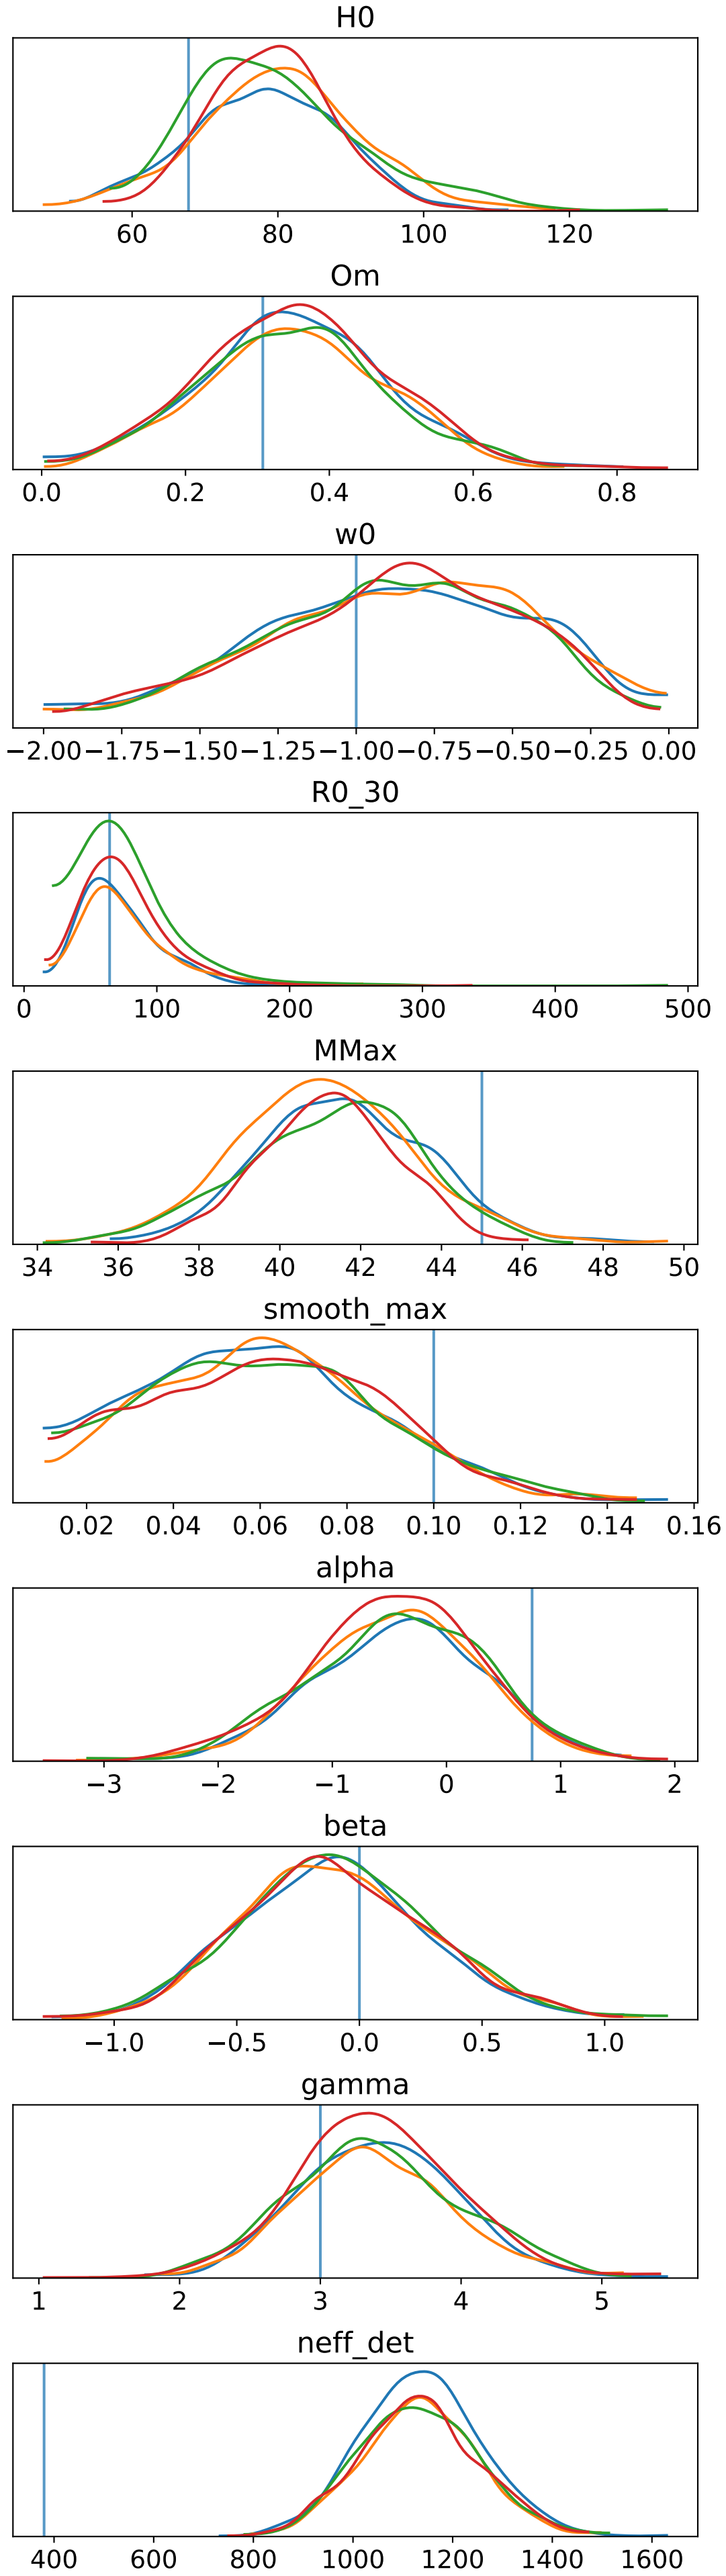 H0
60 80 100 120
Om
0.0 0.2 0.4 0.6 0.8
w0
−2.00 −1.75 −1.50 −1.25 −1.00 −0.75 −0.50 −0.25 0.00
R0_30
0 100 200 300 400 500
MMax
34 36 38 40 42 44 46 48 50
smooth_max
0.02 0.04 0.06 0.08 0.10 0.12 0.14 0.16
alpha
−3 −2 −1 0 1 2
beta
−1.0 −0.5 0.0 0.5 1.0
gamma
1 2 3 4 5
neff_det
400 600 800 1000 1200 1400 1600